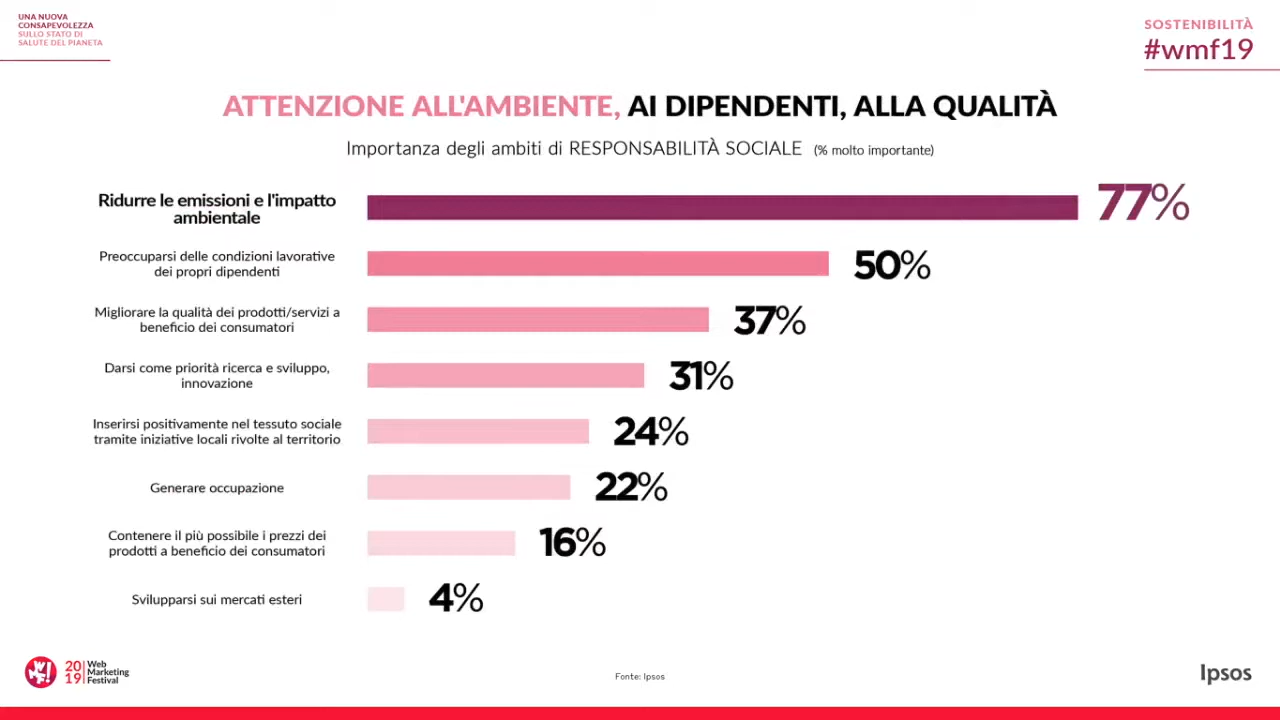 UNA NUOVA
CONSAPEVOLEZZA
SULLO STATO DI
SALUTE DEL PIANETA
SOSTENIBILITÀ
#wmf19
ATTENZIONE ALL'AMBIENTE, AI DIPENDENTI, ALLA QUALITÀ
Importanza degli ambiti di RESPONSABILITÀ SOCIALE (% molto importante)
Ridurre le emissioni e l'impatto
ambientale
77%
Preoccuparsi delle condizioni lavorative
dei propri dipendenti
50%
Migliorare la qualità dei prodotti/servizi a
beneficio dei consumatori
37%
Darsi come priorità ricerca e sviluppo,
innovazione
31%
Inserirsi positivamente nel tessuto sociale
tramite iniziative locali rivolte al territorio
24%
Generare occupazione
22%
Contenere il più possibile i prezzi dei
prodotti a beneficio dei consumatori
16%
Svilupparsi sui mercati esteri
4%
20
19
Web
Marketing
Festival
Fonte: Ipsos
Ipsos